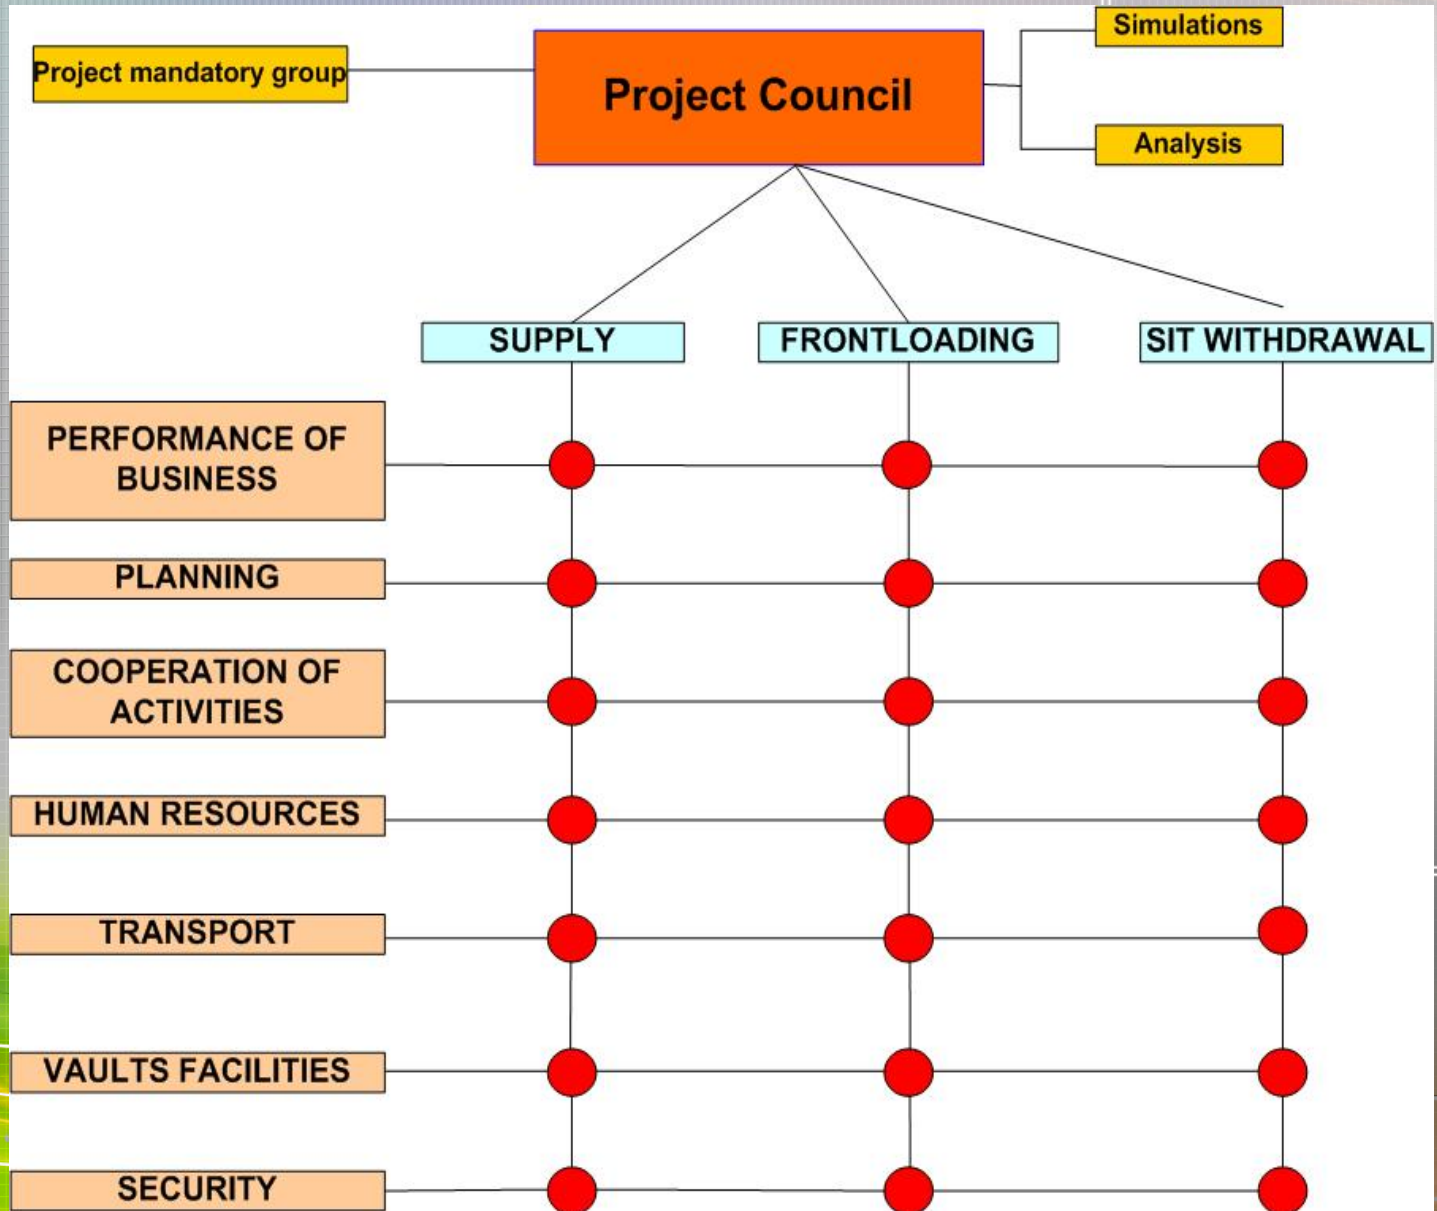 Simulations
Project mandatory group
Project Council
Analysis
SUPPLY
FRONTLOADING
SIT WITHDRAWAL
PERFORMANCE OF
BUSINESS
PLANNING
COOPERATION OF
ACTIVITIES
HUMAN RESOURCES
TRANSPORT
VAULTS FACILITIES
SECURITY